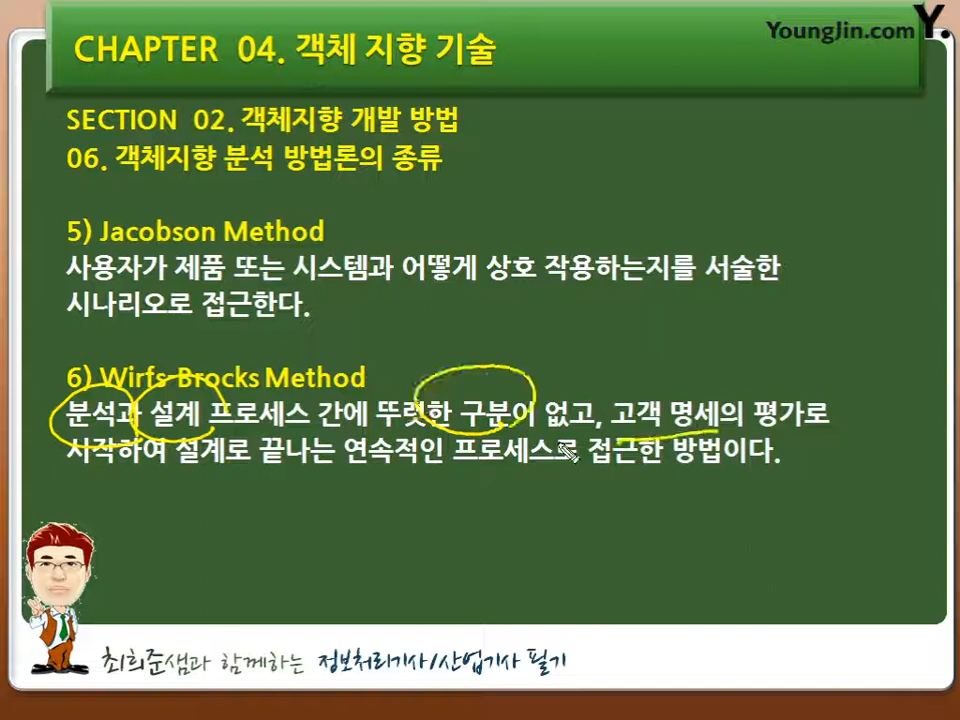 CHAPTER 04. 객체 지향 기술
YoungJin.com Y.
SECTION 02. 객체지향 개발 방법
06. 객체지향 분석 방법론의 종류
5) Jacobson Method
사용자가 제품 또는 시스템과 어떻게 상호 작용하는지를 서술한
시나리오로 접근한다.
6) Wirfs-Brocks Method
분석과 설계 프로세스 간에 뚜렷한 구분이 없고, 고객 명세의 평가로
시작하여 설계로 끝나는 연속적인 프로세스로 접근한 방법이다.
최희준샘과 함께하는 정보처리기사/산업기사 필기